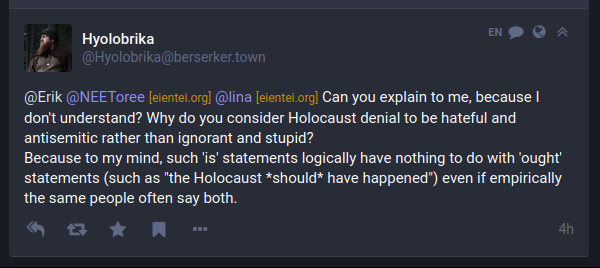 Hyolobrika
EN
@Hyolobrika@berserker.town
@Erik @NEEToree [eientei.org] @lina [eientei.org] Can you explain to me, because I
don't understand? Why do you consider Holocaust denial to be hateful and
antisemitic rather than ignorant and stupid?
Because to my mind, such 'is' statements logically have nothing to do with 'ought'
statements (such as "the Holocaust *should* have happened") even if empirically
the same people often say both.
4h